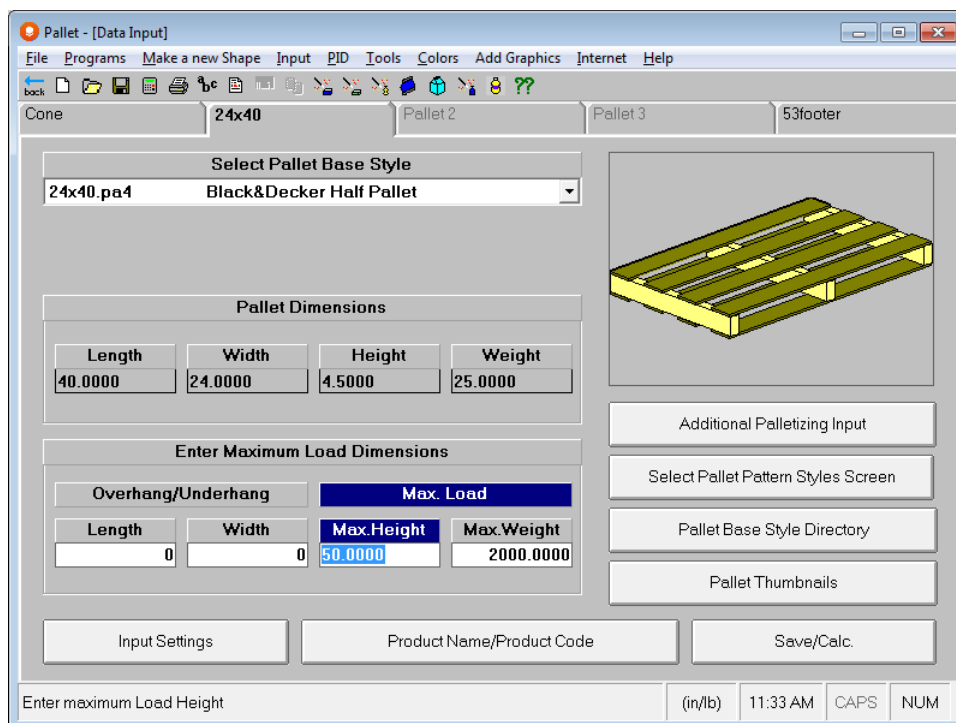 Pallet - [Data Input]
File Programs Make a new Shape Input PID Tools Colors Add Graphics Internet Help
back ??
Cone 24x40 Pallet 2 Pallet 3 53footer
Select Pallet Base Style
24x40.pa4 Black&Decker Half Pallet
Pallet Dimensions
Length Width Height Weight
40.0000 24.0000 4.5000 25.0000
Additional Palletizing Input
Enter Maximum Load Dimensions
Select Pallet Pattern Styles Screen
Overhang/Underhang Max. Load
Length Width Max.Height Max.Weight
Pallet Base Style Directory
0 0 50.0000 2000.0000
Pallet Thumbnails
Input Settings Product Name/Product Code Save/Calc.
Enter maximum Load Height (in/lb) 11:33 AM CAPS NUM